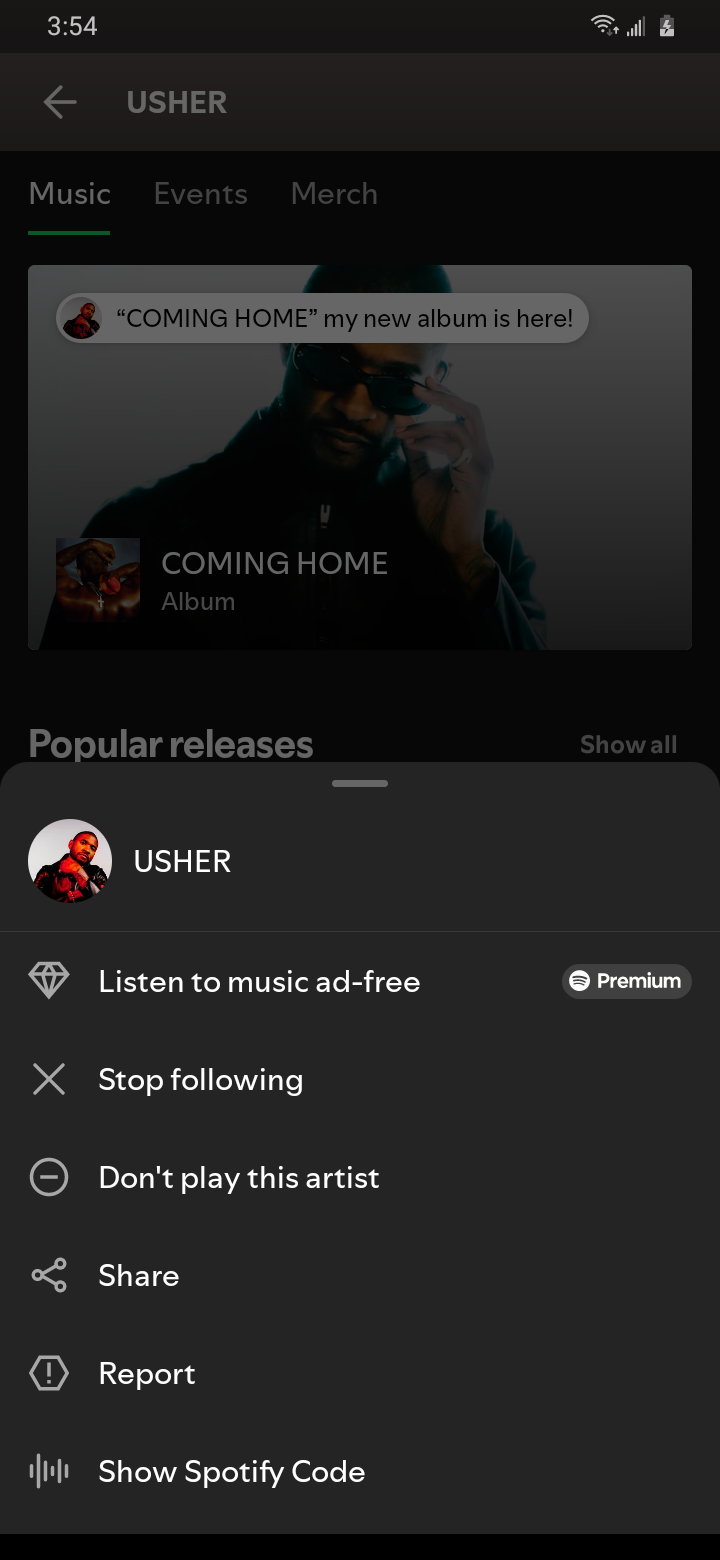 3:54
USHER
Music Events Merch
“COMING HOME” my new album is here!
COMING HOME
Album
Popular releases Show all
USHER
Listen to music ad-free Premium
Stop following
Don't play this artist
Share
Report
Show Spotify Code